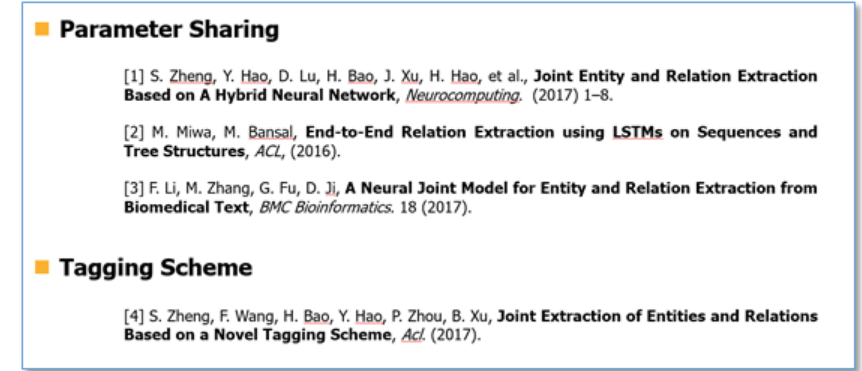 Parameter Sharing
[1] S. Zheng, Y. Hao, D. Lu, H. Bao, J. Xu, H. Hao, et al., Joint Entity and Relation Extraction
Based on A Hybrid Neural Network, Neurocomputing. (2017) 1–8.
[2] M. Miwa, M. Bansal, End-to-End Relation Extraction using LSTMs on Sequences and
Tree Structures, ACL, (2016).
[3] F. Li, M. Zhang, G. Fu, D. Ji, A Neural Joint Model for Entity and Relation Extraction from
Biomedical Text, BMC Bioinformatics. 18 (2017).
Tagging Scheme
[4] S. Zheng, F. Wang, H. Bao, Y. Hao, P. Zhou, B. Xu, Joint Extraction of Entities and Relations
Based on a Novel Tagging Scheme, Acl. (2017).